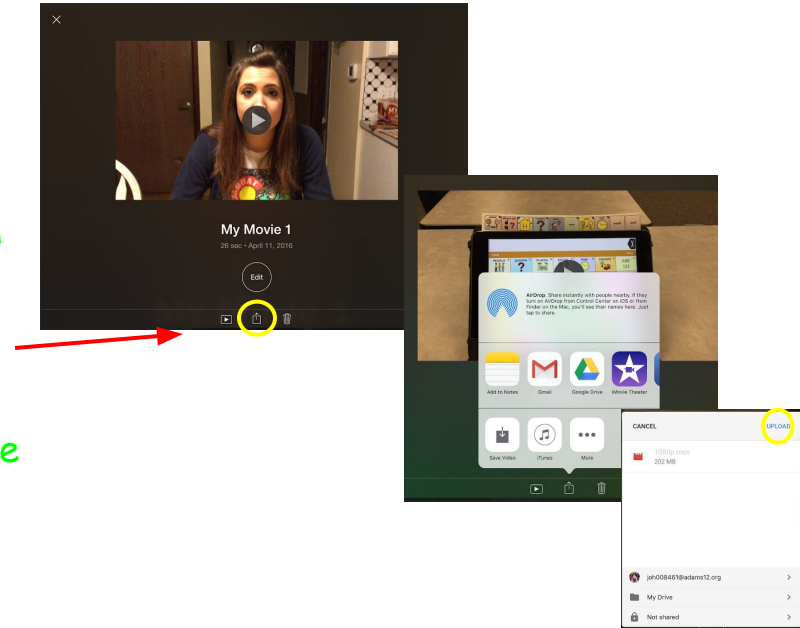 My Movie 1
26 sec • April 11, 2016
Edit
e
PEOPLE
?
ABC
123
AirDrop. Share instantly with people nearby. If they
turn on AirDrop from Control Center on iOS or from
Finder on the Mac, you'll see their names here. Just
tap to share.
Add to Notes
Gmail
Google Drive
iMovie Theater
Save Video
iTunes
More
CANCEL
UPLOAD
1080p.mov
202 MB
joh008461@adams12.org
My Drive
Not shared